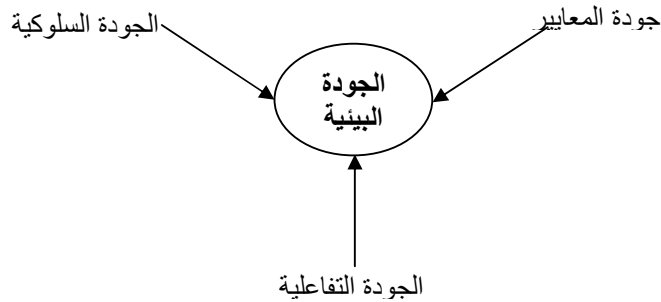 جودة المعايير
الجودة السلوكية
الجودة
البيئية
الجودة التفاعلية